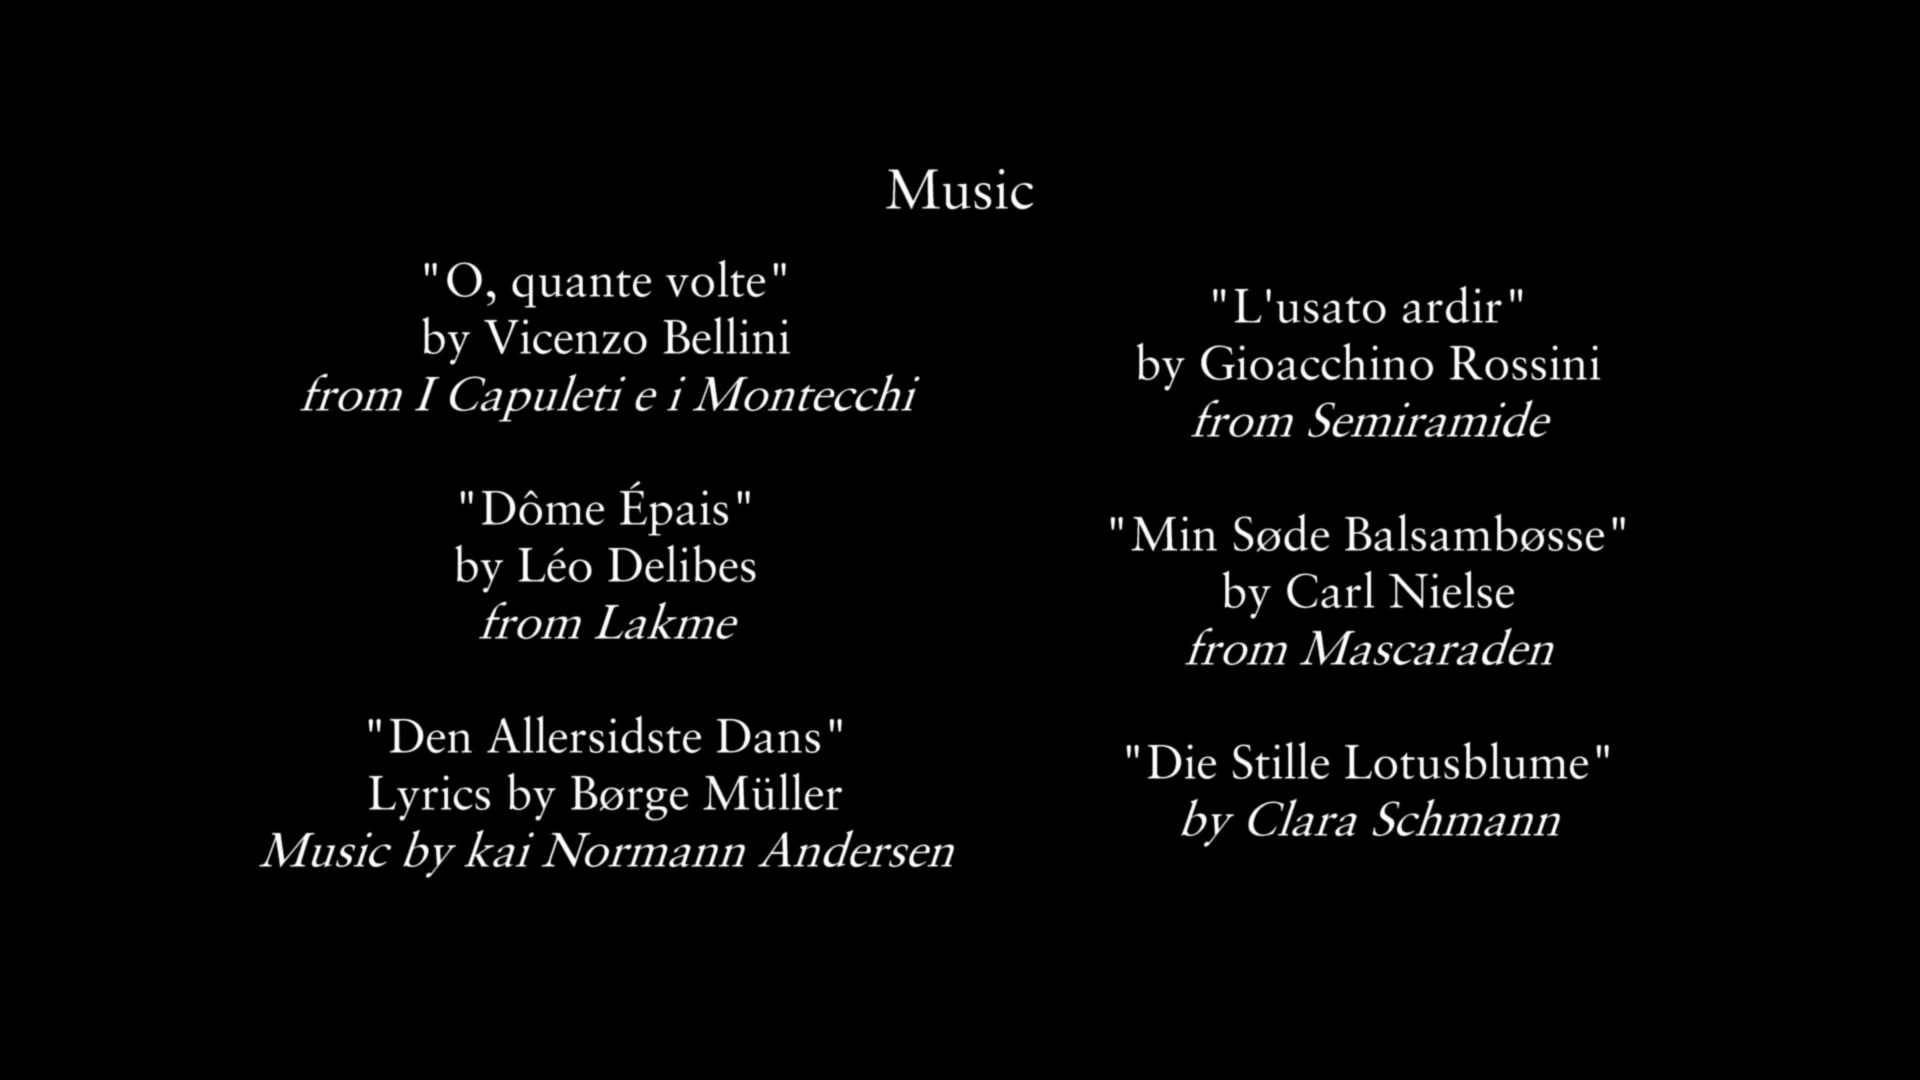 Music
"O, quante volte"
by Vicenzo Bellini
from I Capuleti e i Montecchi
"Dôme Épais"
by Léo Delibes
from Lakme
"Den Allersidste Dans"
Lyrics by Børge Müller
Music by kai Normann Andersen
"L'usato ardir"
by Gioacchino Rossini
from Semiramide
"Min Søde Balsambøsse"
by Carl Nielse
from Mascaraden
"Die Stille Lotusblume"
by Clara Schmann